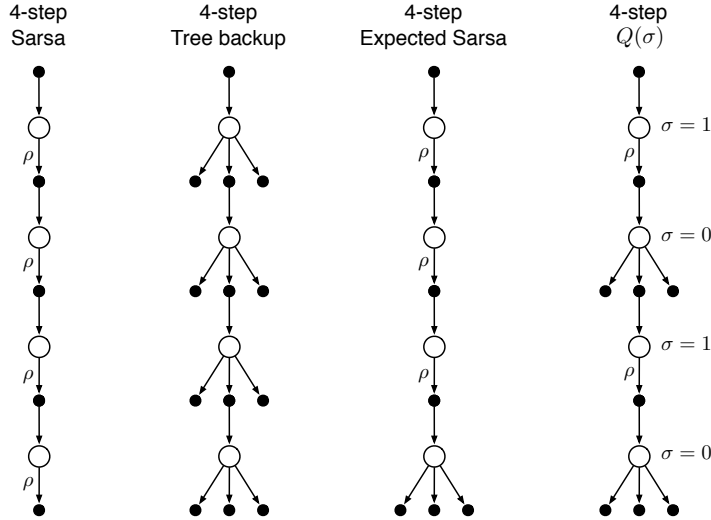 4-step Sarsa
4-step Tree backup
4-step Expected Sarsa
4-step Q(σ)
ρ
ρ
ρ
ρ
ρ
ρ
ρ
ρ σ = 1
σ = 0
ρ σ = 1
σ = 0